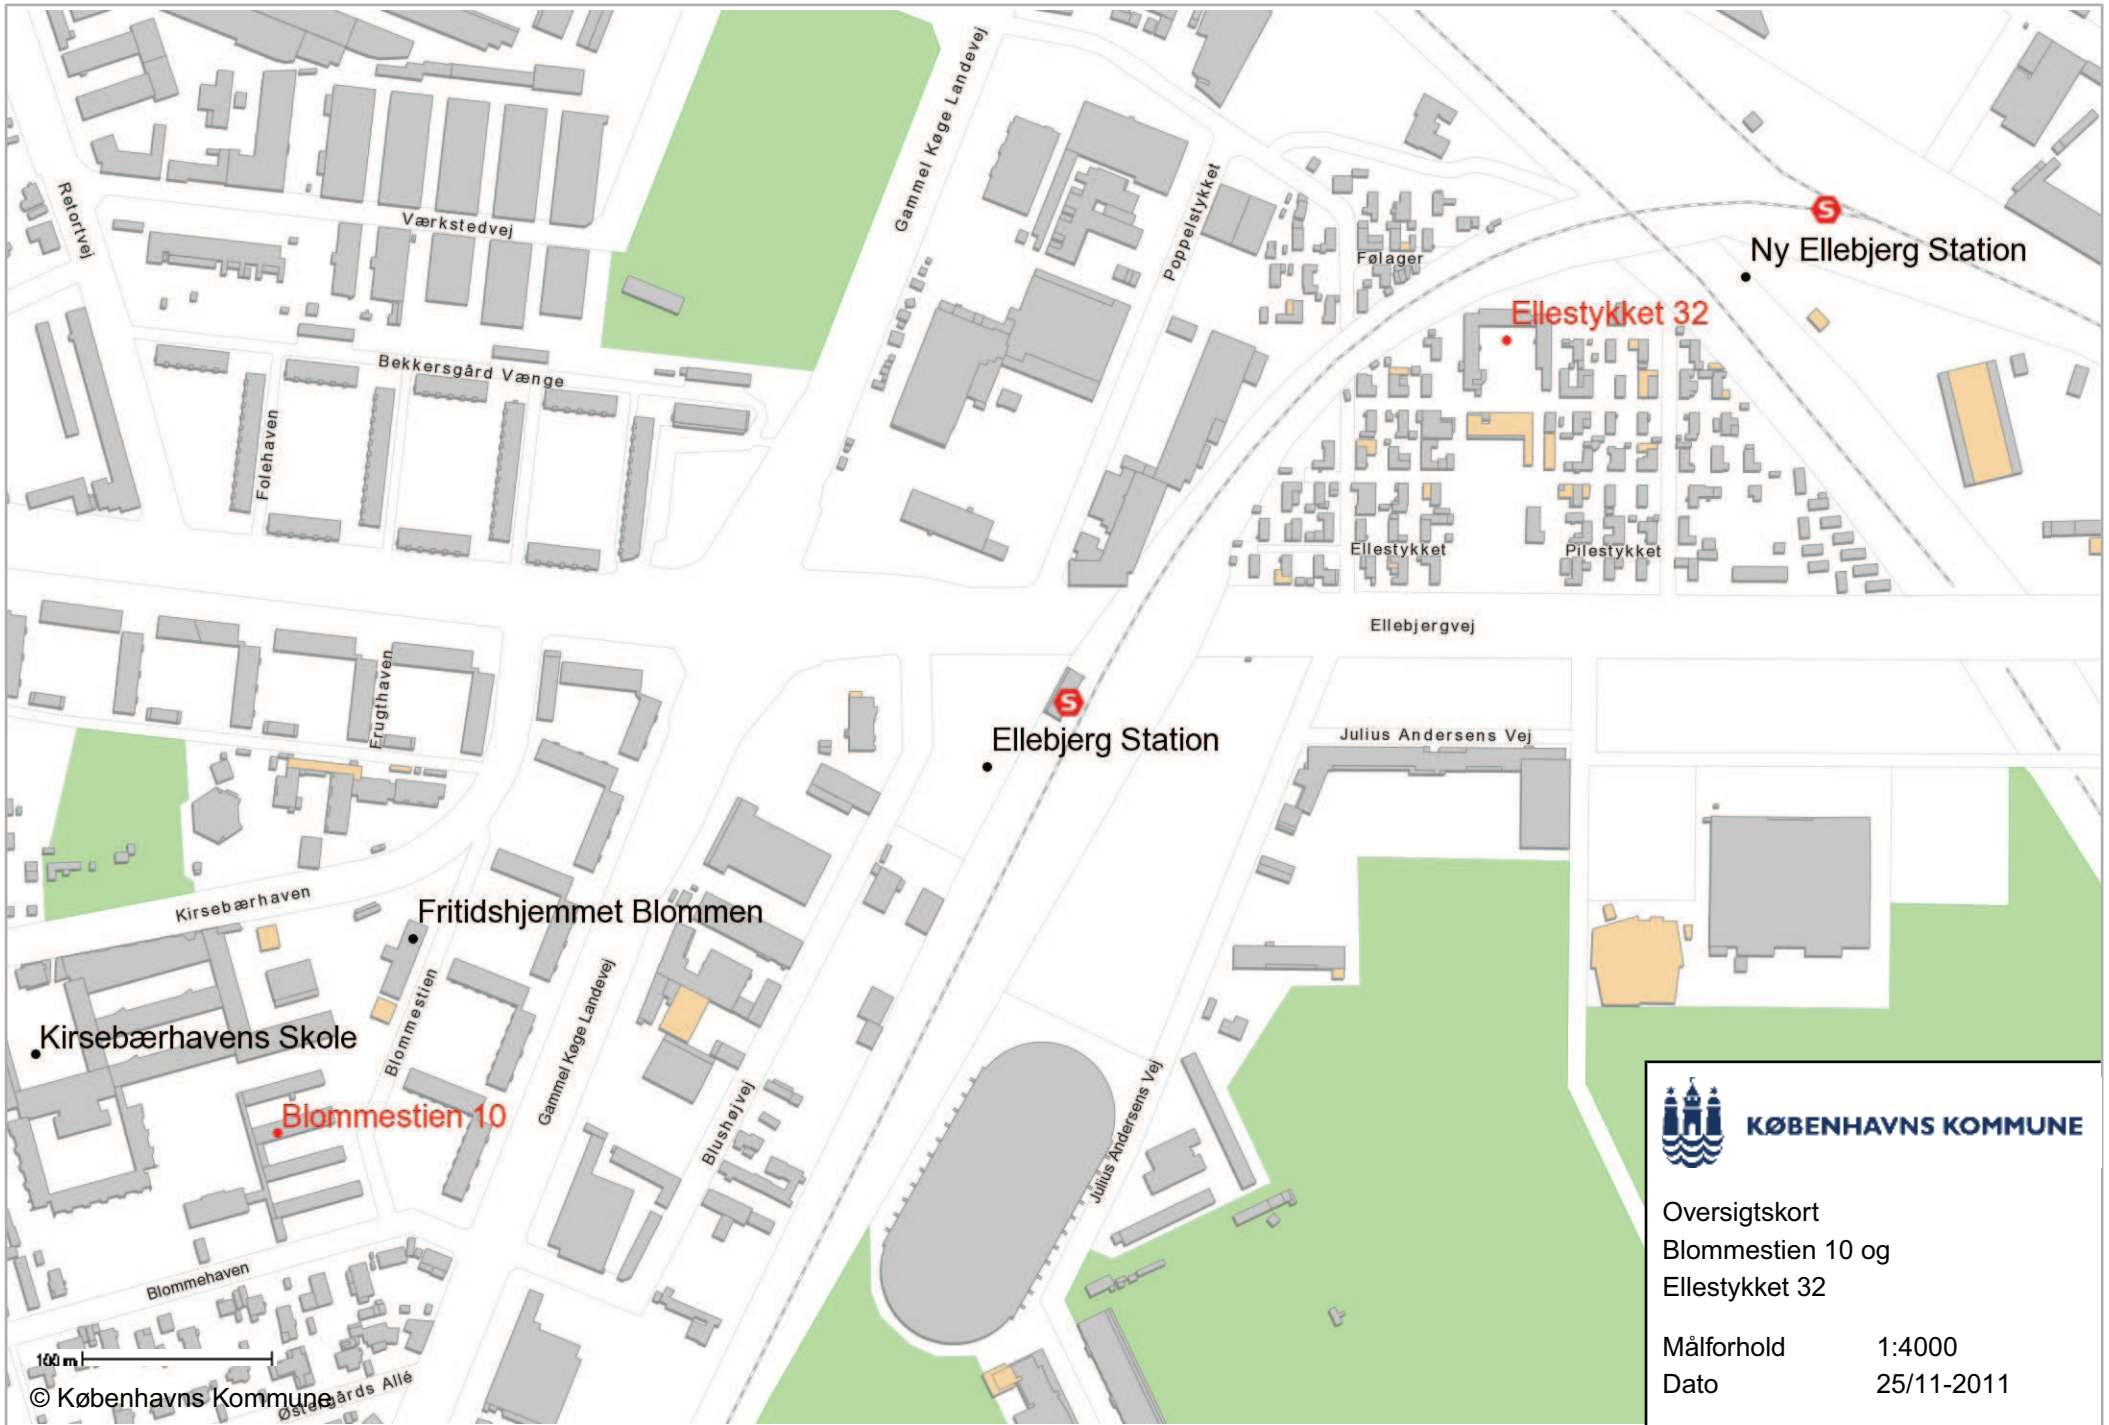 Gammel Køge Landevej
Retortvej
Værkstedvej
Poppelstykket
Følager
Ny Ellebjerg Station
S
Ellestykket 32
Bekkersgård Vænge
Folehaven
Ellestykket
Pilestykket
Ellebjergvej
Frugthaven
S
Ellebjerg Station
Julius Andersens Vej
Kirsebærhaven
Fritidshjemmet Blommen
Blommestien
Gammel Køge Landevej
Kirsebærhavens Skole
Blommestien 10
Blushøjvej
Julius Andersens Vej
Blommehaven
100 m
© Københavns Kommune
Østergårds Allé
KØBENHAVNS KOMMUNE
Oversigtskort
Blommestien 10 og
Ellestykket 32
Målforhold 1:4000
Dato 25/11-2011